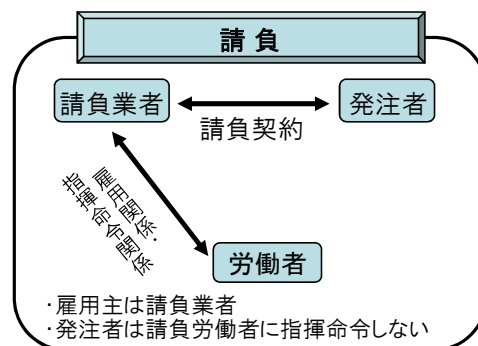 請負
請負業者
発注者
請負契約
雇用関係・
指揮命令関係
労働者
・雇用主は請負業者
・発注者は請負労働者に指揮命令しない